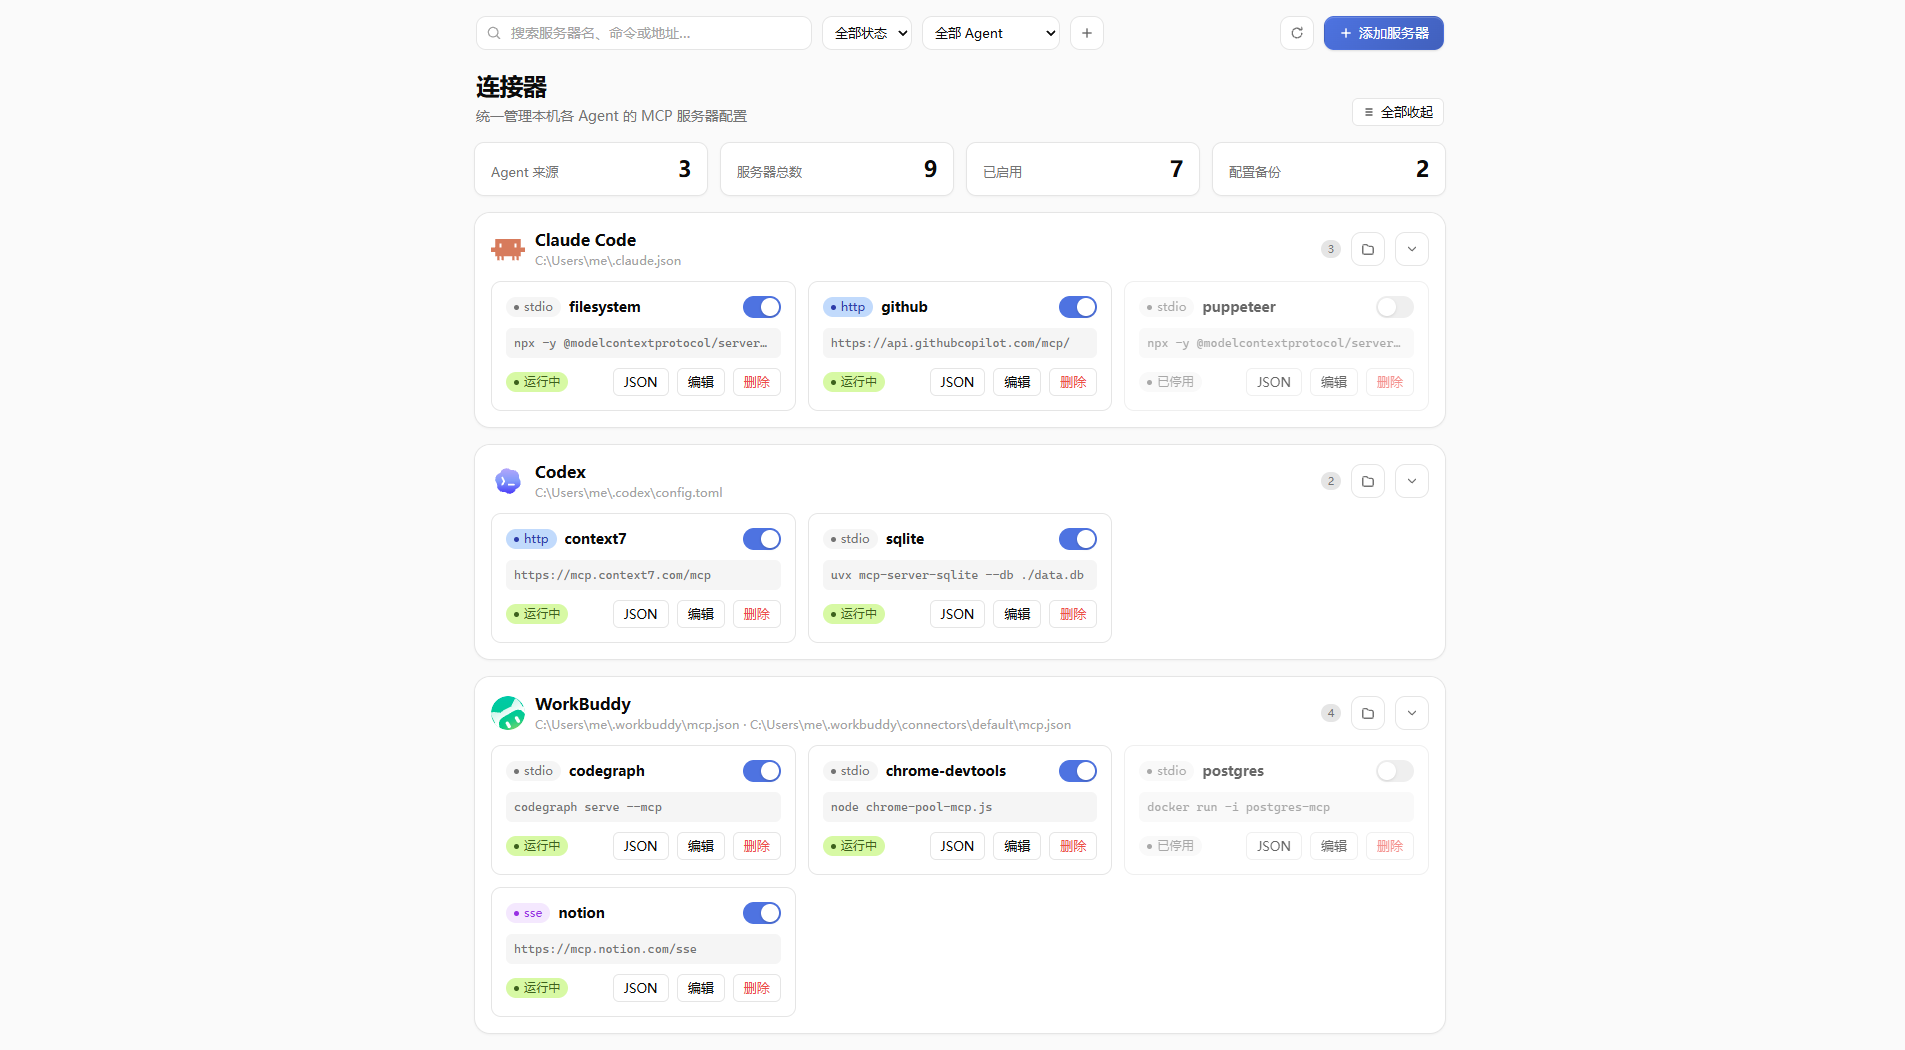 搜索服务器名、命令或地址... 全部状态 全部 Agent + + 添加服务器
连接器
统一管理本机各 Agent 的 MCP 服务器配置
全部收起
Agent 来源 3 服务器总数 9 已启用 7 配置备份 2
Claude Code
C:\Users\me\.claude.json
3
stdio filesystem http github stdio puppeteer
npx -y @modelcontextprotocol/server… https://api.githubcopilot.com/mcp/ npx -y @modelcontextprotocol/server…
运行中 JSON 编辑 删除 运行中 JSON 编辑 删除 已停用 JSON 编辑 删除
Codex
C:\Users\me\.codex\config.toml
2
http context7 stdio sqlite
https://mcp.context7.com/mcp uvx mcp-server-sqlite --db ./data.db
运行中 JSON 编辑 删除 运行中 JSON 编辑 删除
WorkBuddy
C:\Users\me\.workbuddy\mcp.json · C:\Users\me\.workbuddy\connectors\default\mcp.json
4
stdio codegraph stdio chrome-devtools stdio postgres
codegraph serve --mcp node chrome-pool-mcp.js docker run -i postgres-mcp
运行中 JSON 编辑 删除 运行中 JSON 编辑 删除 已停用 JSON 编辑 删除
sse notion
https://mcp.notion.com/sse
运行中 JSON 编辑 删除